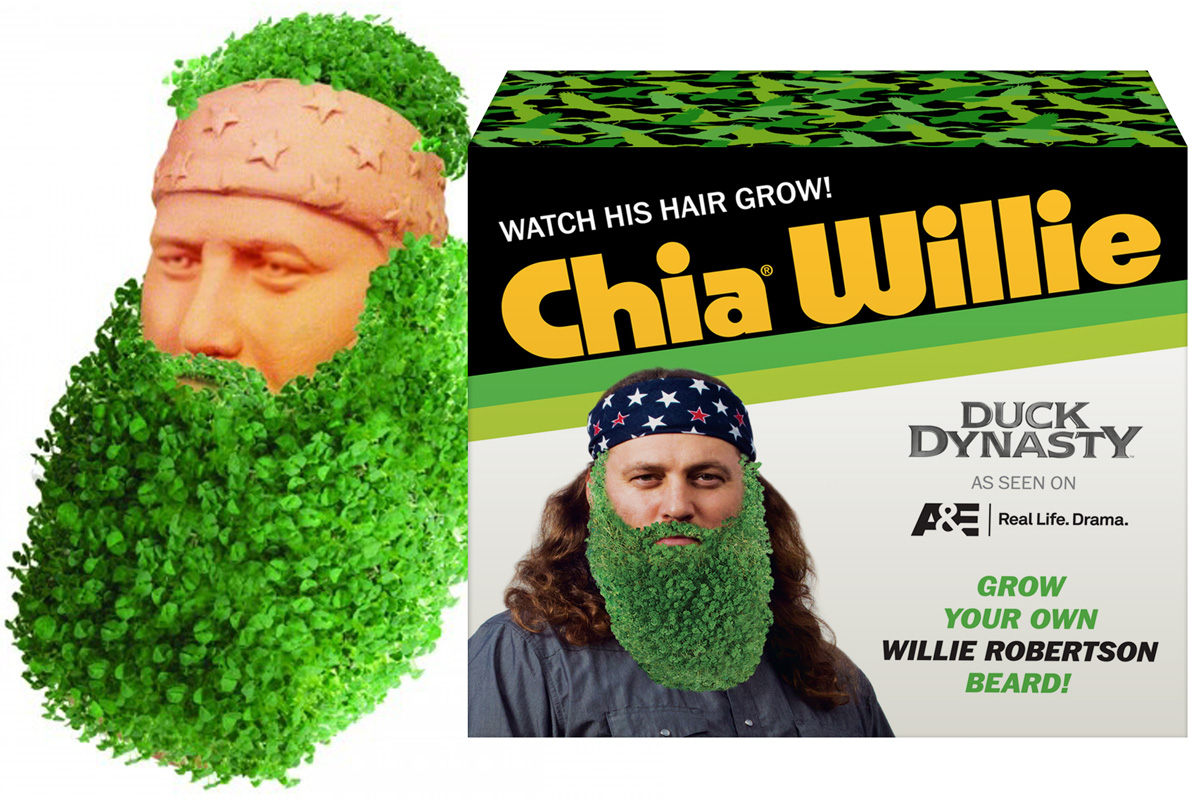 WATCH HIS HAIR GROW!
Chia® Willie
DUCK
DYNASTY
AS SEEN ON
A&E | Real Life. Drama.
GROW
YOUR OWN
WILLIE ROBERTSON
BEARD!